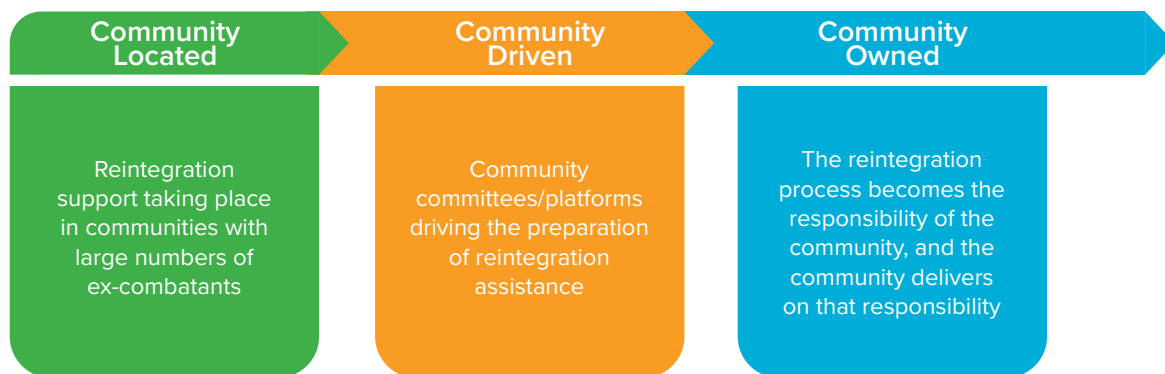 Community
Located
Community
Driven
Community
Owned
Reintegration
support taking place
in communities with
large numbers of
ex-combatants
Community
committees/platforms
driving the preparation
of reintegration
assistance
The reintegration
process becomes the
responsibility of the
community, and the
community delivers
on that responsibility